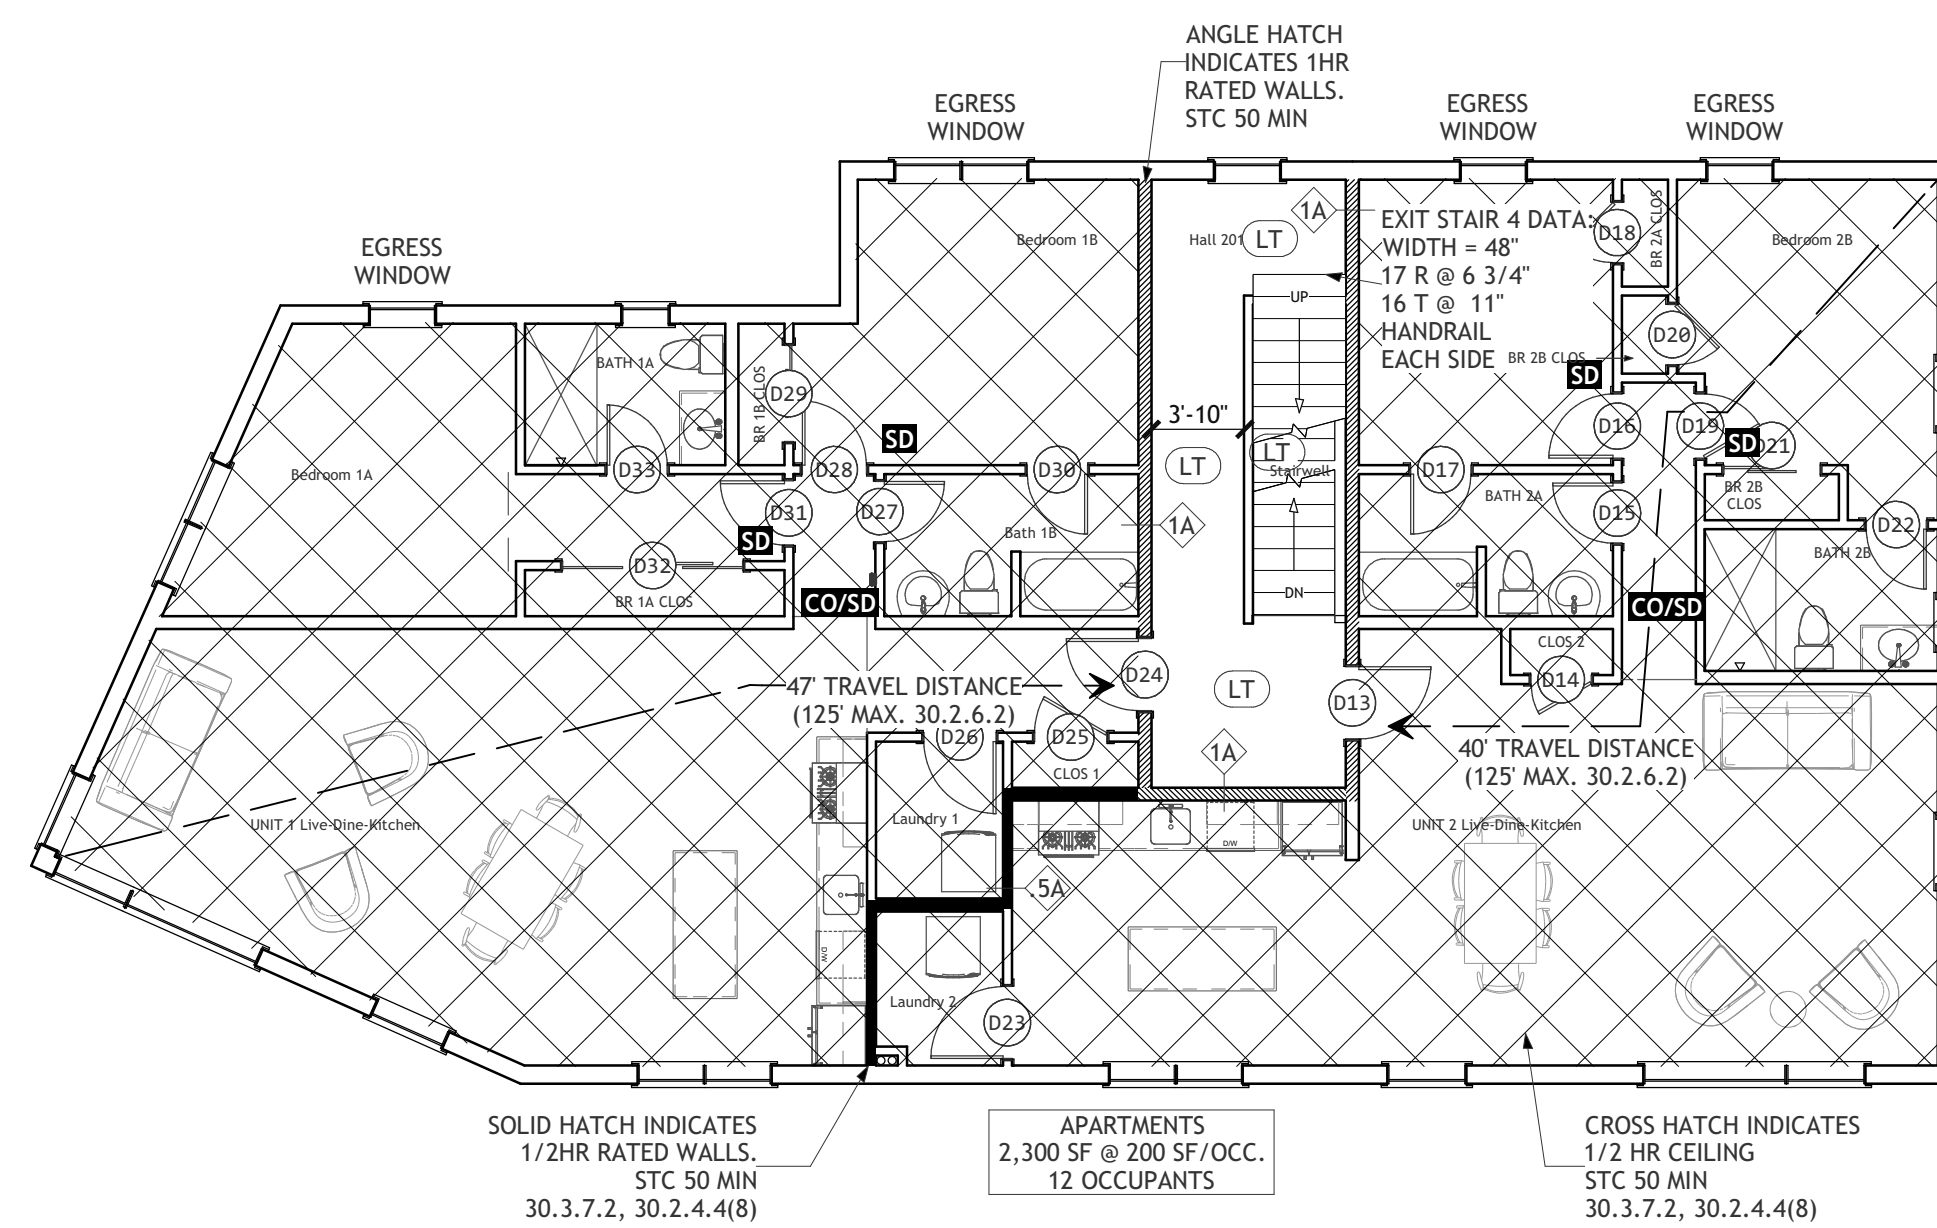 ANGLE HATCH
INDICATES 1HR
RATED WALLS.
STC 50 MIN
EGRESS
WINDOW
EGRESS
WINDOW
EGRESS
WINDOW
EGRESS
WINDOW
1A
EXIT STAIR 4 DATA:
WIDTH = 48"
17 R @ 6 3/4"
16 T @ 11"
HANDRAIL
EACH SIDE
Bedroom 1B
Hall 201
LT
D18
BR 2A CLOS
Bedroom 2B
UP
D20
BR 2B CLOS
SD
BATH 1A
D29
BR 1B CLOS
3'-10"
SD
D16
D19
SD
D21
Bedroom 1A
D33
D28
D30
LT
LT
Stairwell
D17
BR 2B
CLOS
BATH 2A
D31
D27
Bath 1B
1A
D15
D22
BATH 2B
SD
D32
BR 1A CLOS
CO/SD
DN
CO/SD
CLOS 2
D24
LT
D13
D14
47' TRAVEL DISTANCE
(125' MAX. 30.2.6.2)
D26
D25
CLOS 1
1A
40' TRAVEL DISTANCE
(125' MAX. 30.2.6.2)
UNIT 1 Live-Dine-Kitchen
Laundry 1
D/W
UNIT 2 Live-Dine-Kitchen
.5A
D/W
Laundry 2
D23
SOLID HATCH INDICATES
1/2HR RATED WALLS.
STC 50 MIN
30.3.7.2, 30.2.4.4(8)
APARTMENTS
2,300 SF @ 200 SF/OCC.
12 OCCUPANTS
CROSS HATCH INDICATES
1/2 HR CEILING
STC 50 MIN
30.3.7.2, 30.2.4.4(8)